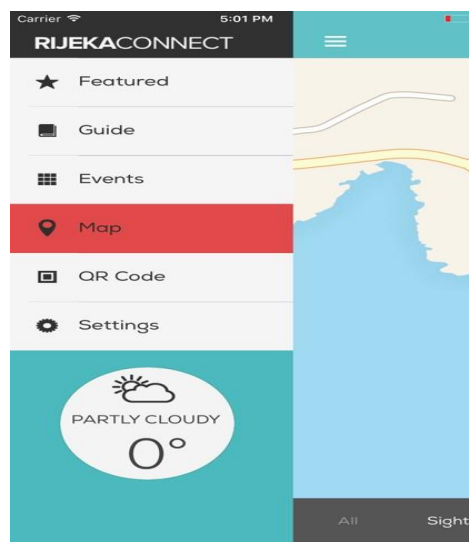 Carrier 5:01 PM
RIJEKACONNECT
Featured
Guide
Events
Map
QR Code
Settings
PARTLY CLOUDY
0°
All Sight